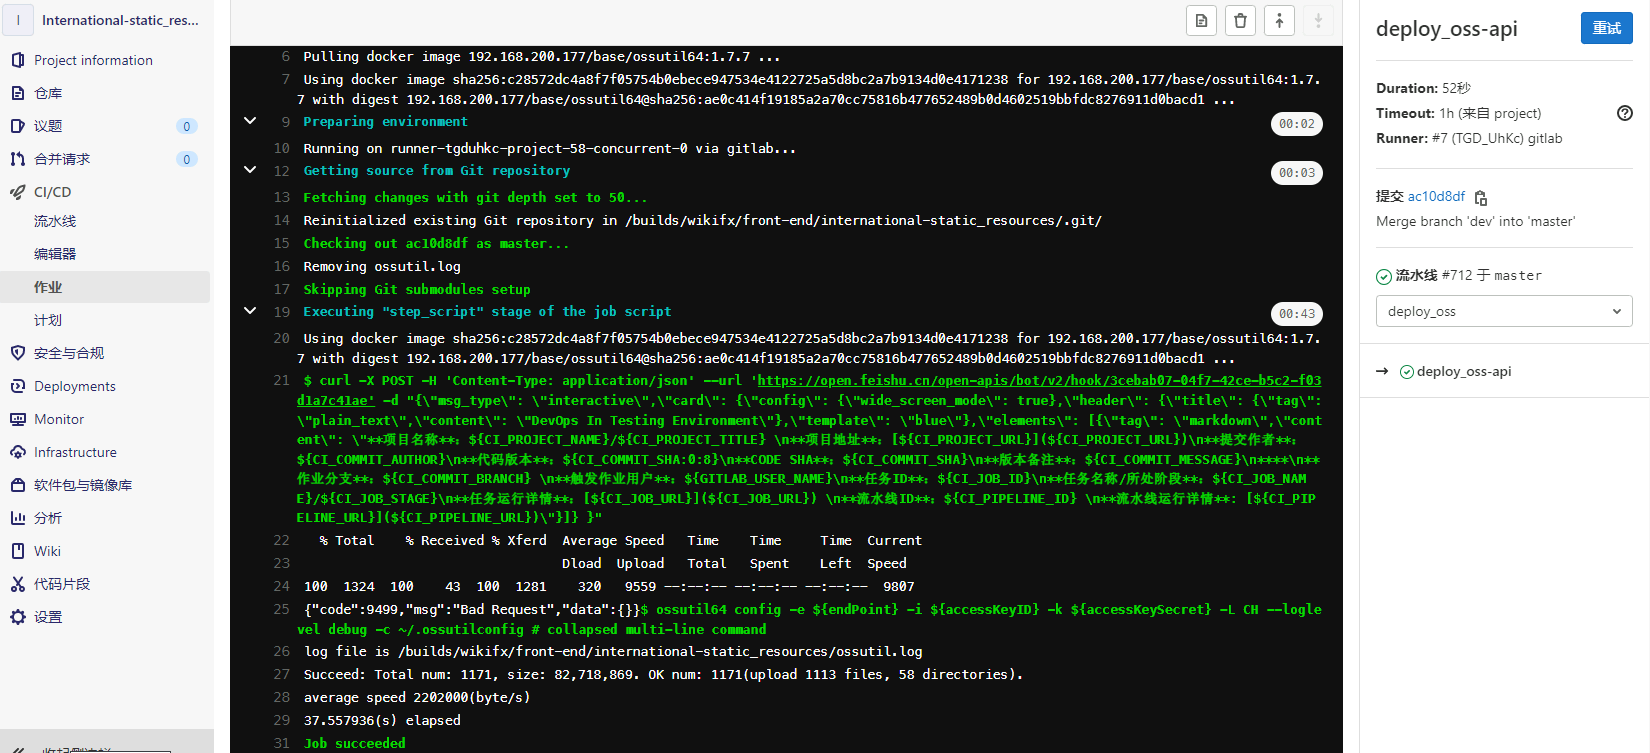 I International-static_res...
Project information
仓库
议题 0
合并请求 0
CI/CD
流水线
编辑器
作业
计划
安全与合规
Deployments
Monitor
Infrastructure
软件包与镜像库
分析
Wiki
代码片段
设置
6 Pulling docker image 192.168.200.177/base/ossutil64:1.7.7 ...
7 Using docker image sha256:c28572dc4a8f7f05754b0ebece947534e4122725a5d8bc2a7b9134d0e4171238 for 192.168.200.177/base/ossutil64:1.7.
7 with digest 192.168.200.177/base/ossutil64@sha256:ae0c414f19185a2a70cc75816b477652489b0d4602519bbfdc8276911d0bacd1 ...
9 Preparing environment 00:02
10 Running on runner-tgduhkc-project-58-concurrent-0 via gitlab...
12 Getting source from Git repository 00:03
13 Fetching changes with git depth set to 50...
14 Reinitialized existing Git repository in /builds/wikifx/front-end/international-static_resources/.git/
15 Checking out ac10d8df as master...
16 Removing ossutil.log
17 Skipping Git submodules setup
19 Executing "step_script" stage of the job script 00:43
20 Using docker image sha256:c28572dc4a8f7f05754b0ebece947534e4122725a5d8bc2a7b9134d0e4171238 for 192.168.200.177/base/ossutil64:1.7.
7 with digest 192.168.200.177/base/ossutil64@sha256:ae0c414f19185a2a70cc75816b477652489b0d4602519bbfdc8276911d0bacd1 ...
21 $ curl -X POST -H 'Content-Type: application/json' --url 'https://open.feishu.cn/open-apis/bot/v2/hook/3cebab07-04f7-42ce-b5c2-f03
d1a7c41ae' -d "{\"msg_type\": \"interactive\",\"card\": {\"config\": {\"wide_screen_mode\": true},\"header\": {\"title\": {\"tag\":
\"plain_text\",\"content\": \"DevOps In Testing Environment\"},\"template\": \"blue\"},\"elements\": [{\"tag\": \"markdown\",\"cont
ent\": \"**项目名称**: ${CI_PROJECT_NAME}/${CI_PROJECT_TITLE} \n**项目地址**: [${CI_PROJECT_URL}](${CI_PROJECT_URL})\n**提交作者**:
${CI_COMMIT_AUTHOR}\n**代码版本**: ${CI_COMMIT_SHA:0:8}\n**CODE SHA**: ${CI_COMMIT_SHA}\n**版本备注**: ${CI_COMMIT_MESSAGE}\n****\n**
作业分支**: ${CI_COMMIT_BRANCH} \n**触发作业用户**: ${GITLAB_USER_NAME}\n**任务ID**: ${CI_JOB_ID}\n**任务名称/所处阶段**: ${CI_JOB_NAM
E}/${CI_JOB_STAGE}\n**任务运行详情**: [${CI_JOB_URL}](${CI_JOB_URL}) \n**流水线ID**: ${CI_PIPELINE_ID} \n**流水线运行详情**: [${CI_PIP
ELINE_URL}](${CI_PIPELINE_URL})\"}]} }"
22 % Total % Received % Xferd Average Speed Time Time Time Current
23 Dload Upload Total Spent Left Speed
24 100 1324 100 43 100 1281 320 9559 --:--:-- --:--:-- --:--:-- 9807
25 {"code":9499,"msg":"Bad Request","data":{}}$ ossutil64 config -e ${endPoint} -i ${accessKeyID} -k ${accessKeySecret} -L CH --logle
vel debug -c ~/.ossutilconfig # collapsed multi-line command
26 log file is /builds/wikifx/front-end/international-static_resources/ossutil.log
27 Succeed: Total num: 1171, size: 82,718,869. OK num: 1171(upload 1113 files, 58 directories).
28 average speed 2202000(byte/s)
29 37.557936(s) elapsed
31 Job succeeded
deploy_oss-api 重试
Duration: 52秒
Timeout: 1h (来自 project)
Runner: #7 (TGD_UhKc) gitlab
提交 ac10d8df
Merge branch 'dev' into 'master'
流水线 #712 于 master
deploy_oss
→ deploy_oss-api